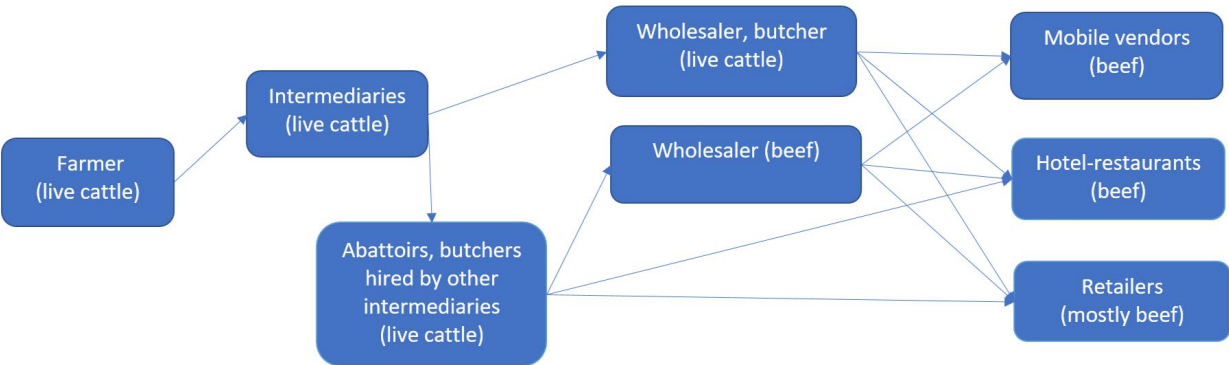 Farmer
(live cattle)
Intermediaries
(live cattle)
Abattoirs, butchers
hired by other
intermediaries
(live cattle)
Wholesaler, butcher
(live cattle)
Wholesaler (beef)
Mobile vendors
(beef)
Hotel-restaurants
(beef)
Retailers
(mostly beef)